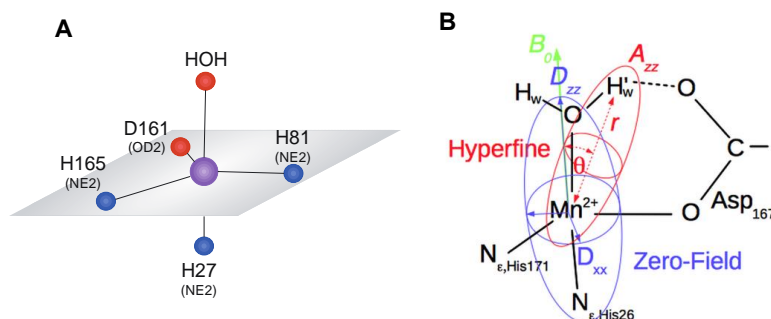 A
HOH
D161
(OD2)
H81
(NE2)
H165
(NE2)
H27
(NE2)
B
B0
Dzz
Azz
Hw
H'w
O
O
r
Hyperfine
θ
C
Mn2+
O
Asp167
Dxx
Zero-Field
Nε,His171
Nε,His26